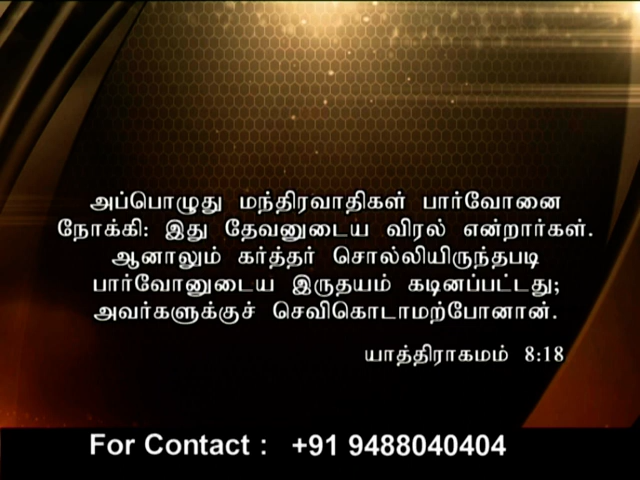 அப்பொழுது மந்திரவாதிகள் பார்வோனை
நோக்கி: இது தேவனுடைய விரல் என்றார்கள்.
ஆனாலும் கர்த்தர் சொல்லியிருந்தபடி
பார்வோனுடைய இருதயம் கடினப்பட்டது;
அவர்களுக்குச் செவிகொடாமற்போனான்.
யாத்திராகமம் 8:18
For Contact : +91 9488040404